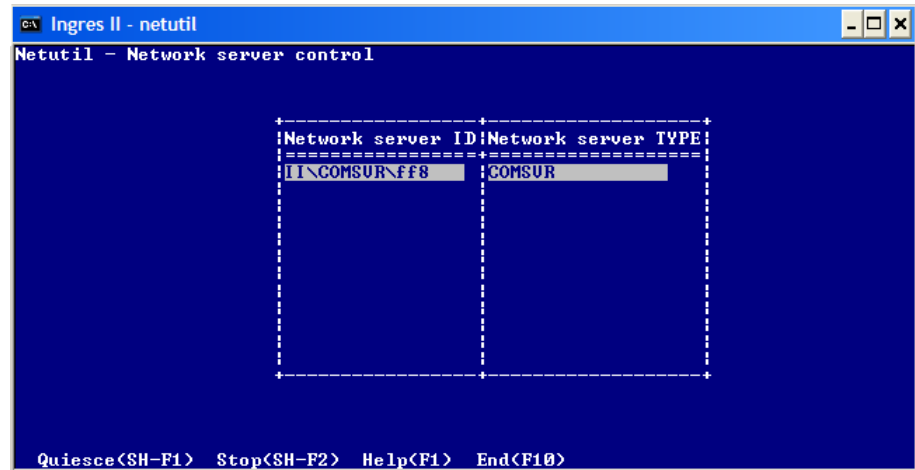 Ingres II - netutil
Netutil - Network server control
Network server ID Network server TYPE
II\COMSVR\ff8 COMSVR
Quiesce(SH-F1) Stop(SH-F2) Help(F1) End(F10)